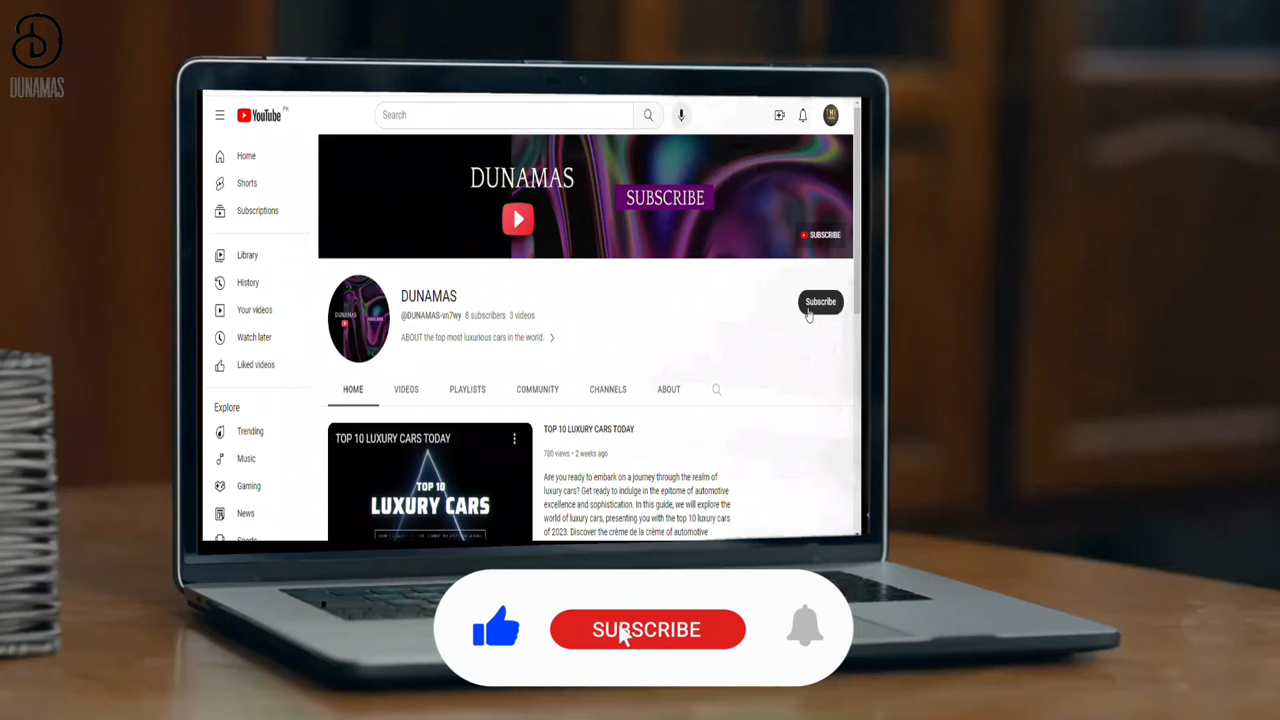 DUNAMAS
YouTube PK
Search
Home
Shorts
Subscriptions
Library
History
Your videos
Watch later
Liked videos
Explore
Trending
Music
Gaming
News
Sports
DUNAMAS
SUBSCRIBE
SUBSCRIBE
DUNAMAS
@DUNAMAS-vn7wy 8 subscribers 3 videos
ABOUT the top most luxurious cars in the world.
Subscribe
HOME VIDEOS PLAYLISTS COMMUNITY CHANNELS ABOUT
TOP 10 LUXURY CARS TODAY
TOP 10
LUXURY CARS
TOP 10 LUXURY CARS TODAY
780 views • 2 weeks ago
Are you ready to embark on a journey through the realm of
luxury cars? Get ready to indulge in the epitome of automotive
excellence and sophistication. In this guide, we will explore the
world of luxury cars, presenting you with the top 10 luxury cars
of 2023. Discover the crème de la crème of automotive
SUBSCRIBE